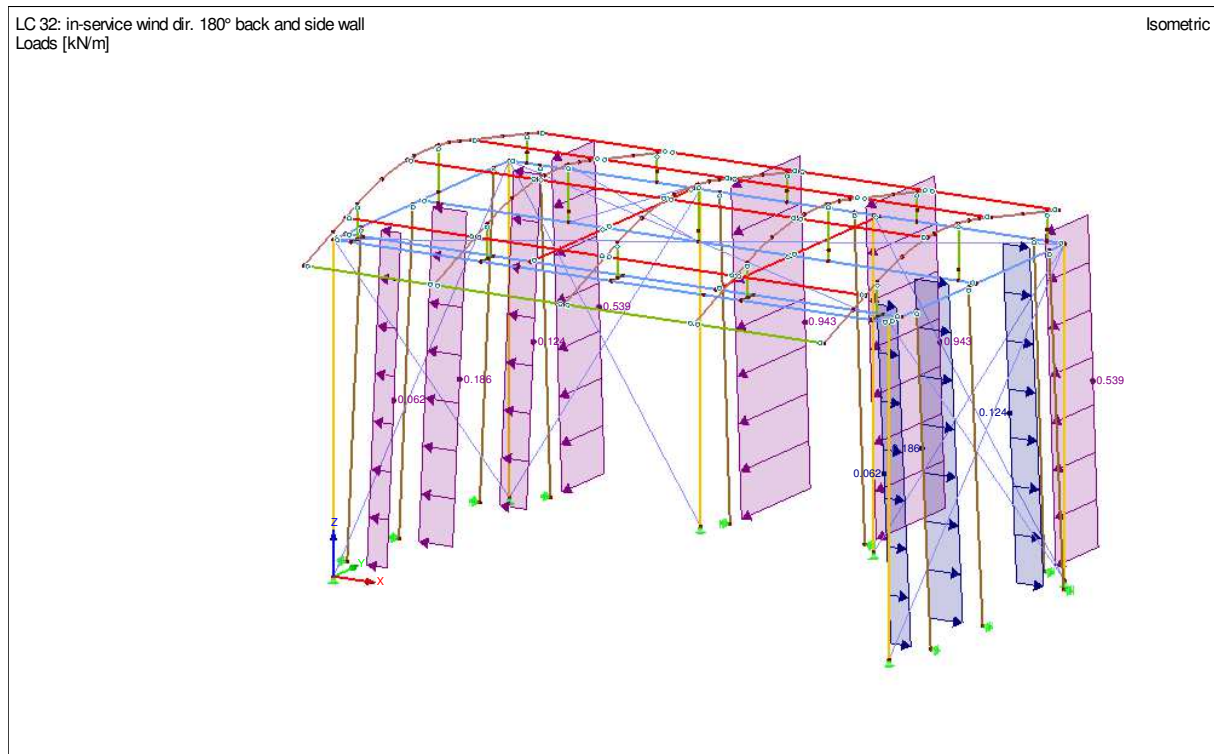 LC 32: in-service wind dir. 180° back and side wall
Loads [kN/m]
Isometric
0.539
0.943
0.124
0.943
0.186
0.539
0.062
0.124
0.186
0.062
Z
Y
X